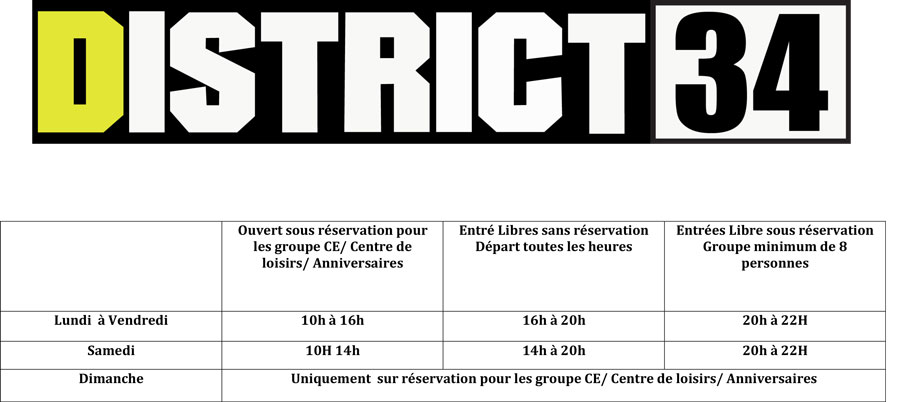 DISTRICT 34
Ouvert sous réservation pour
les groupe CE/ Centre de
loisirs/ Anniversaires
Entré Libres sans réservation
Départ toutes les heures
Entrées Libre sous réservation
Groupe minimum de 8
personnes
Lundi à Vendredi 10h à 16h 16h à 20h 20h à 22H
Samedi 10H 14h 14h à 20h 20h à 22H
Dimanche Uniquement sur réservation pour les groupe CE/ Centre de loisirs/ Anniversaires